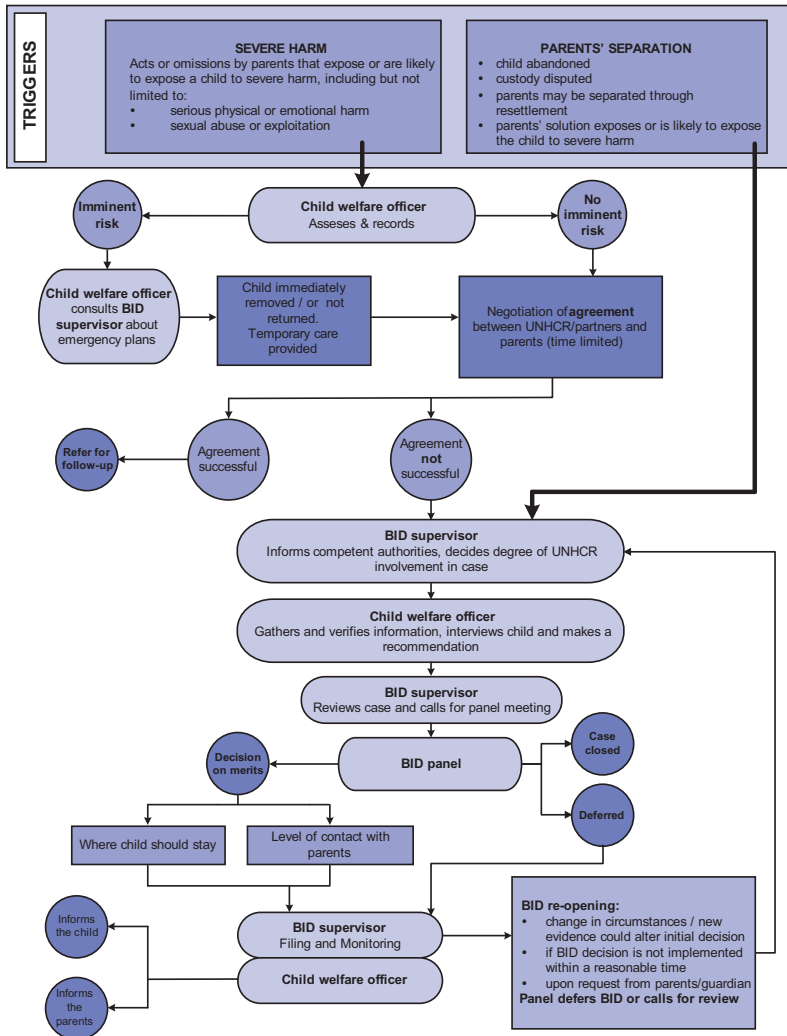 TRIGGERS
SEVERE HARM
Acts or omissions by parents that expose or are likely
to expose a child to severe harm, including but not
limited to:
• serious physical or emotional harm
• sexual abuse or exploitation
PARENTS' SEPARATION
• child abandoned
• custody disputed
• parents may be separated through
resettlement
• parents' solution exposes or is likely to expose
the child to severe harm
Imminent
risk
Child welfare officer
Asseses & records
No
imminent
risk
Child welfare officer
consults BID
supervisor about
emergency plans
Child immediately
removed / or not
returned.
Temporary care
provided
Negotiation of agreement
between UNHCR/partners and
parents (time limited)
Refer for
follow-up
Agreement
successful
Agreement
not
successful
BID supervisor
Informs competent authorities, decides degree of UNHCR
involvement in case
Child welfare officer
Gathers and verifies information, interviews child and makes a
recommendation
BID supervisor
Reviews case and calls for panel meeting
Decision
on merits
BID panel
Case
closed
Deferred
Where child should stay
Level of contact with
parents
Informs
the child
BID supervisor
Filing and Monitoring
Child welfare officer
Informs
the
parents
BID re-opening:
• change in circumstances / new
evidence could alter initial decision
• if BID decision is not implemented
within a reasonable time
• upon request from parents/guardian
Panel defers BID or calls for review